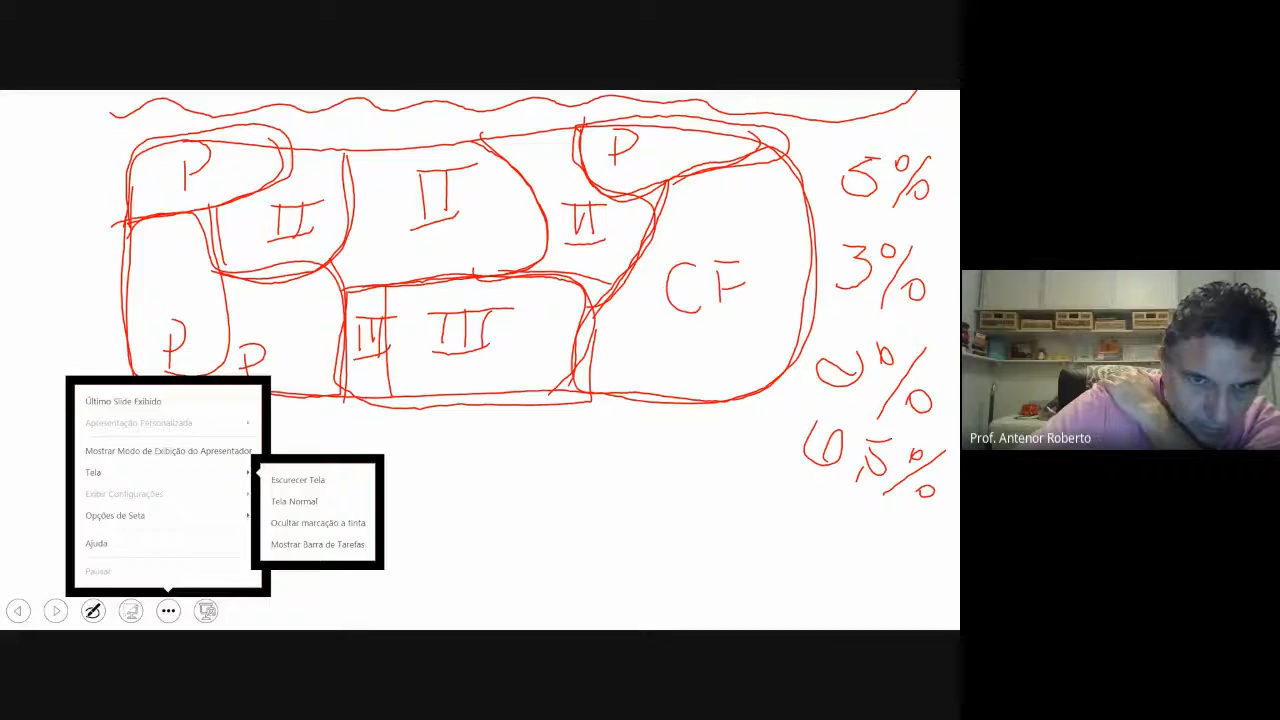 P
P
II
II
VI
CF
III
III
P
P
5%
3%
0%
0,5%
Último Slide Exibido
Apresentação Personalizada
Mostrar Modo de Exibição do Apresentador
Tela
Exibir Configurações
Opções de Seta
Ajuda
Pausar
Escurecer Tela
Tela Normal
Ocultar marcação a tinta
Mostrar Barra de Tarefas
Prof. Antenor Roberto